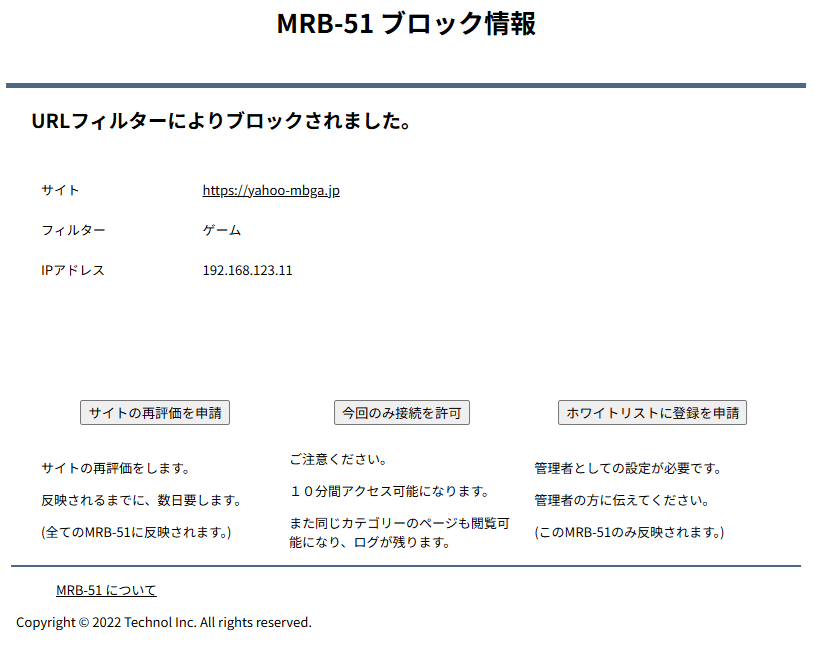 MRB-51 ブロック情報
URLフィルターによりブロックされました。
サイト https://yahoo-mbga.jp
フィルター ゲーム
IPアドレス 192.168.123.11
サイトの再評価を申請
サイトの再評価をします。
反映されるまでに、数日要します。
(全てのMRB-51に反映されます。)
今回のみ接続を許可
ご注意ください。
１０分間アクセス可能になります。
また同じカテゴリーのページも閲覧可
能になり、ログが残ります。
ホワイトリストに登録を申請
管理者としての設定が必要です。
管理者の方に伝えてください。
(このMRB-51のみ反映されます。)
MRB-51 について
Copyright © 2022 Technol Inc. All rights reserved.